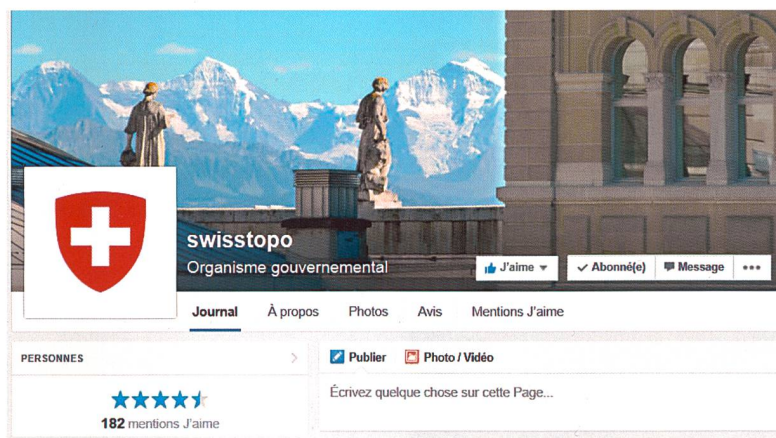 swisstopo
Organisme gouvernemental
J'aime
Abonné(e)
Message
Journal
À propos
Photos
Avis
Mentions J'aime
PERSONNES
182 mentions J'aime
Publier
Photo / Vidéo
Écrivez quelque chose sur cette Page...